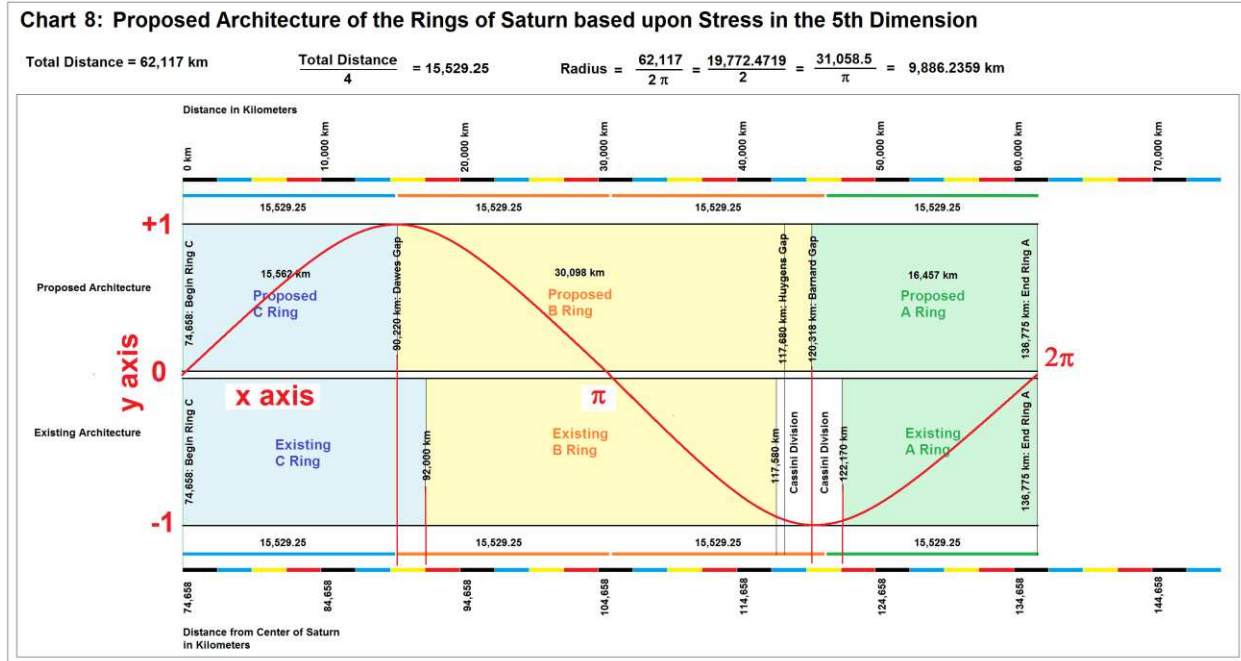 Chart 8: Proposed Architecture of the Rings of Saturn based upon Stress in the 5th Dimension
Total Distance = 62,117 km
Total Distance / 4 = 15,529.25
Radius = 62,117 / 2 π = 19,772.4719 / 2 = 31,058.5 / π = 9,886.2359 km
Distance in Kilometers
0 km
10,000 km
20,000 km
30,000 km
40,000 km
50,000 km
60,000 km
70,000 km
15,529.25
15,529.25
15,529.25
15,529.25
+1
y axis
0
-1
Proposed Architecture
74,658: Begin Ring C
15,562 km
Proposed
C Ring
90,220 km: Dawes Gap
30,098 km
Proposed
B Ring
117,680 km: Huygens Gap
120,318 km: Barnard Gap
16,457 km
Proposed
A Ring
136,775 km: End Ring A
2π
x axis
π
Existing Architecture
74,658: Begin Ring C
Existing
C Ring
92,000 km
Existing
B Ring
117,580 km
Cassini Division
Cassini Division
122,170 km
Existing
A Ring
136,775 km: End Ring A
15,529.25
15,529.25
15,529.25
15,529.25
74,658
84,658
94,658
104,658
114,658
124,658
134,658
144,658
Distance from Center of Saturn
in Kilometers